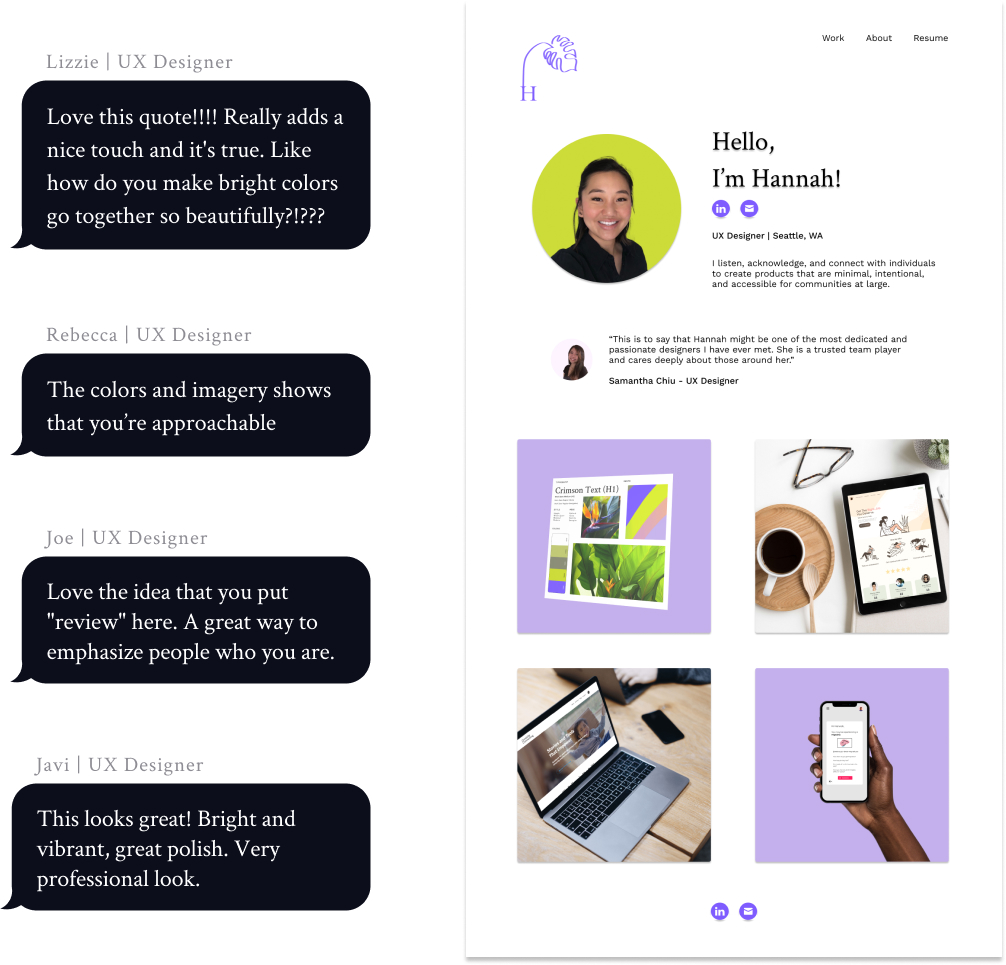 Lizzie | UX Designer
Love this quote!!!! Really adds a
nice touch and it's true. Like
how do you make bright colors
go together so beautifully?!???
Rebecca | UX Designer
The colors and imagery shows
that you’re approachable
Joe | UX Designer
Love the idea that you put
"review" here. A great way to
emphasize people who you are.
Javi | UX Designer
This looks great! Bright and
vibrant, great polish. Very
professional look.
H
Work About Resume
Hello,
I’m Hannah!
in
UX Designer | Seattle, WA
I listen, acknowledge, and connect with individuals
to create products that are minimal, intentional,
and accessible for communities at large.
“This is to say that Hannah might be one of the most dedicated and
passionate designers I have ever met. She is a trusted team player
and cares deeply about those around her.”
Samantha Chiu - UX Designer
Crimson Text (H1)
in